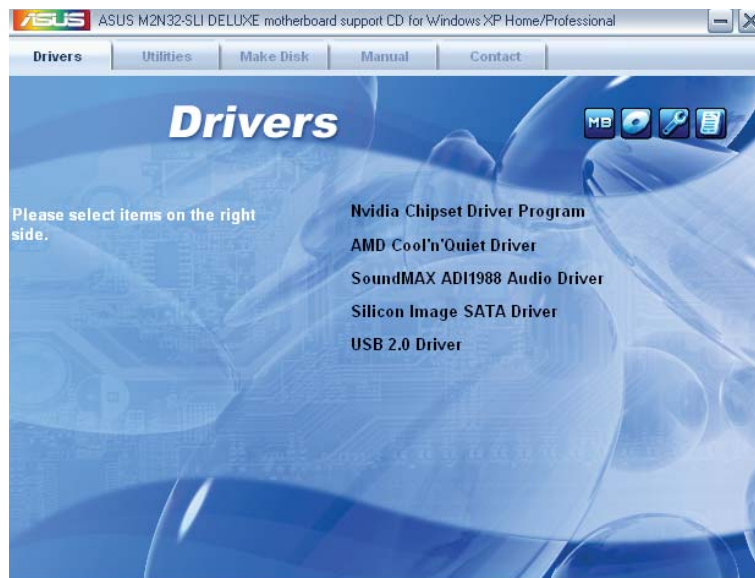 ASUS ASUS M2N32-SLI DELUXE motherboard support CD for Windows XP Home/Professional
Drivers Utilities Make Disk Manual Contact
Drivers
MB
Please select items on the right
side.
Nvidia Chipset Driver Program
AMD Cool'n'Quiet Driver
SoundMAX ADI1988 Audio Driver
Silicon Image SATA Driver
USB 2.0 Driver